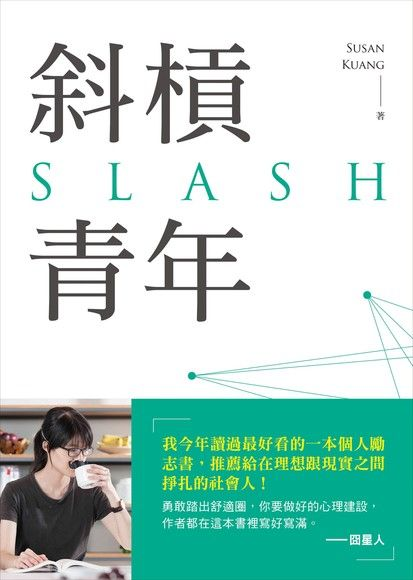 斜槓
SUSAN
KUANG
著
SLASH
青年
我今年讀過最好看的一本個人勵
志書，推薦給在理想跟現實之間
掙扎的社會人！
勇敢踏出舒適圈，你要做好的心理建設，
作者都在這本書裡寫好寫滿。
——囧星人